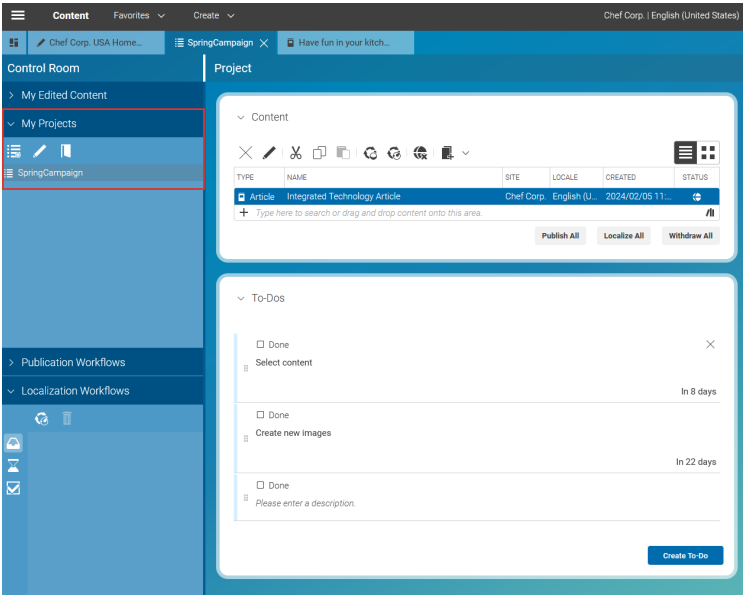 Content Favorites Create Chef Corp. | English (United States)
Chef Corp. USA Home... SpringCampaign Have fun in your kitch...
Control Room
Project
My Edited Content
My Projects
SpringCampaign
Publication Workflows
Localization Workflows
Content
TYPE NAME SITE LOCALE CREATED STATUS
Article Integrated Technology Article Chef Corp. English (U... 2024/02/05 11:...
Type here to search or drag and drop content onto this area.
Publish All Localize All Withdraw All
To-Dos
Done
Select content
In 8 days
Done
Create new images
In 22 days
Done
Please enter a description.
Create To-Do